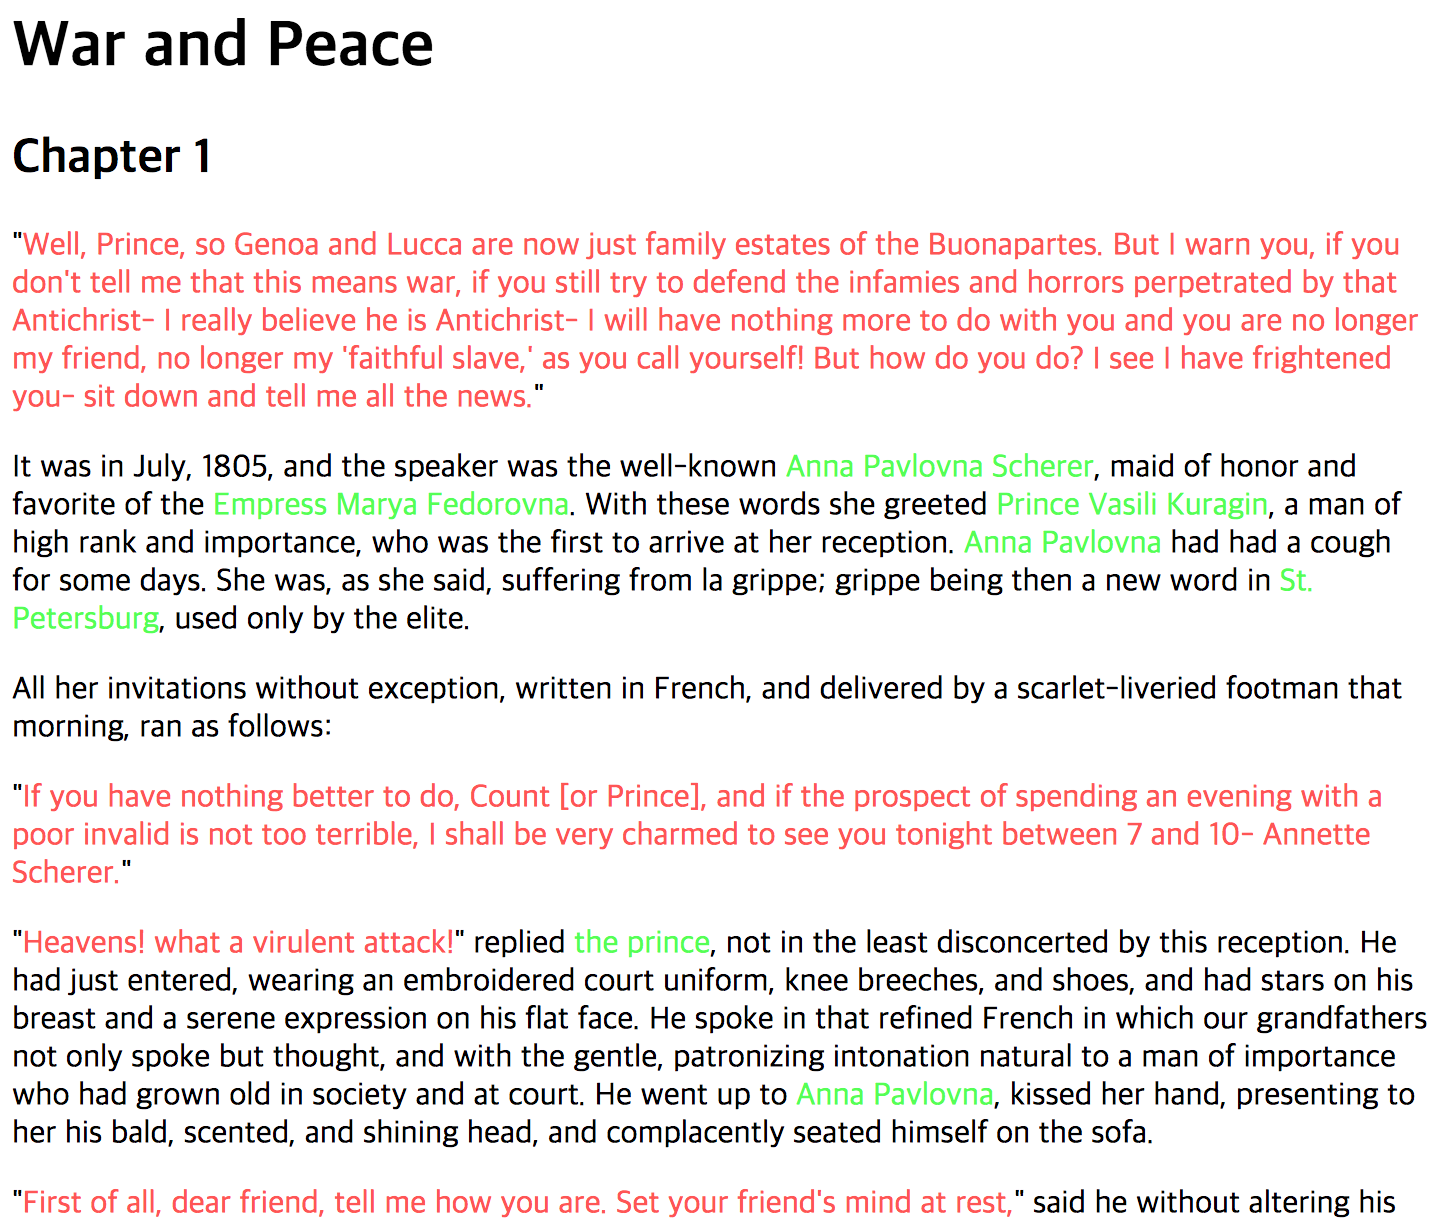 War and Peace
Chapter 1
"Well, Prince, so Genoa and Lucca are now just family estates of the Buonapartes. But I warn you, if you
don't tell me that this means war, if you still try to defend the infamies and horrors perpetrated by that
Antichrist- I really believe he is Antichrist- I will have nothing more to do with you and you are no longer
my friend, no longer my 'faithful slave,' as you call yourself! But how do you do? I see I have frightened
you- sit down and tell me all the news."
It was in July, 1805, and the speaker was the well-known Anna Pavlovna Scherer, maid of honor and
favorite of the Empress Marya Fedorovna. With these words she greeted Prince Vasili Kuragin, a man of
high rank and importance, who was the first to arrive at her reception. Anna Pavlovna had had a cough
for some days. She was, as she said, suffering from la grippe; grippe being then a new word in St.
Petersburg, used only by the elite.
All her invitations without exception, written in French, and delivered by a scarlet-liveried footman that
morning, ran as follows:
"If you have nothing better to do, Count [or Prince], and if the prospect of spending an evening with a
poor invalid is not too terrible, I shall be very charmed to see you tonight between 7 and 10- Annette
Scherer."
"Heavens! what a virulent attack!" replied the prince, not in the least disconcerted by this reception. He
had just entered, wearing an embroidered court uniform, knee breeches, and shoes, and had stars on his
breast and a serene expression on his flat face. He spoke in that refined French in which our grandfathers
not only spoke but thought, and with the gentle, patronizing intonation natural to a man of importance
who had grown old in society and at court. He went up to Anna Pavlovna, kissed her hand, presenting to
her his bald, scented, and shining head, and complacently seated himself on the sofa.
"First of all, dear friend, tell me how you are. Set your friend's mind at rest," said he without altering his